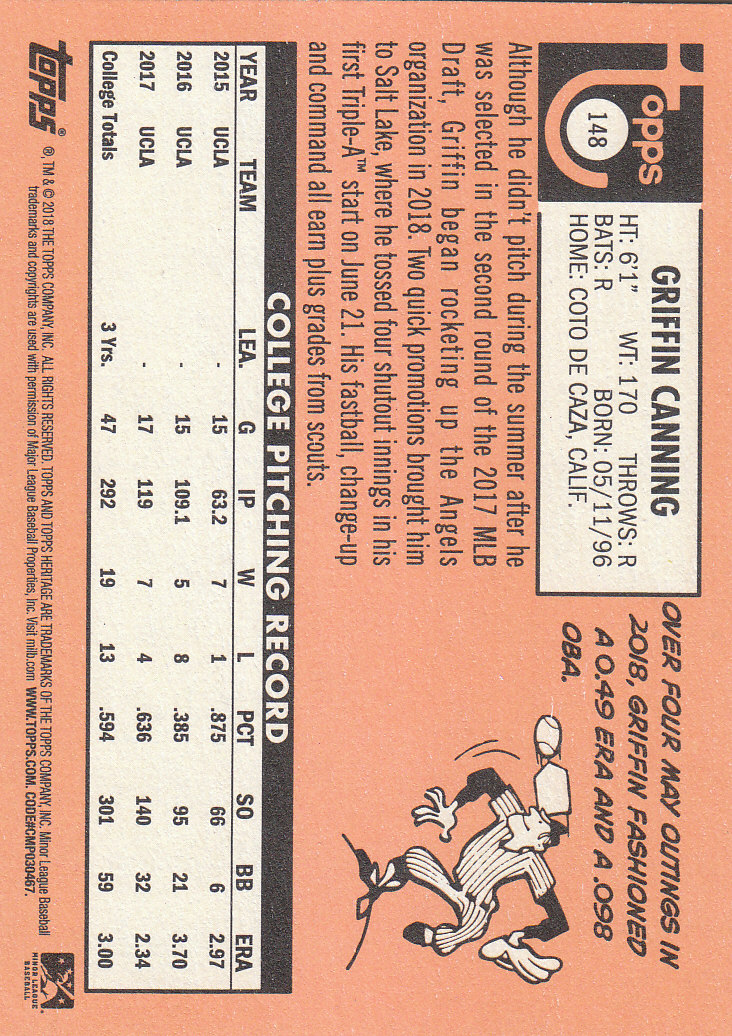 topps
148
GRIFFIN CANNING
HT: 6'1" WT: 170 THROWS: R
BATS: R BORN: 05/11/96
HOME: COTO DE CAZA, CALIF.
OVER FOUR MAY OUTINGS IN
2018, GRIFFIN FASHIONED
A 0.49 ERA AND A .098
OBA.
Although he didn't pitch during the summer after he
was selected in the second round of the 2017 MLB
Draft, Griffin began rocketing up the Angels
organization in 2018. Two quick promotions brought him
to Salt Lake, where he tossed four shutout innings in his
first Triple-A™ start on June 21. His fastball, change-up
and command all earn plus grades from scouts.
COLLEGE PITCHING RECORD
YEAR TEAM LEA. G IP W L PCT SO BB ERA
2015 UCLA - 15 63.2 7 1 .875 66 6 2.97
2016 UCLA - 15 109.1 5 8 .385 95 21 3.70
2017 UCLA - 17 119 7 4 .636 140 32 2.34
College Totals 3 Yrs. 47 292 19 13 .594 301 59 3.00
topps®
®, TM & © 2018 THE TOPPS COMPANY, INC. ALL RIGHTS RESERVED. TOPPS AND TOPPS HERITAGE ARE TRADEMARKS OF THE TOPPS COMPANY, INC. Minor League Baseball
trademarks and copyrights are used with permission of Major League Baseball Properties, Inc. Visit milb.com WWW.TOPPS.COM. CODE#CMP030467.
MINOR LEAGUE
BASEBALL